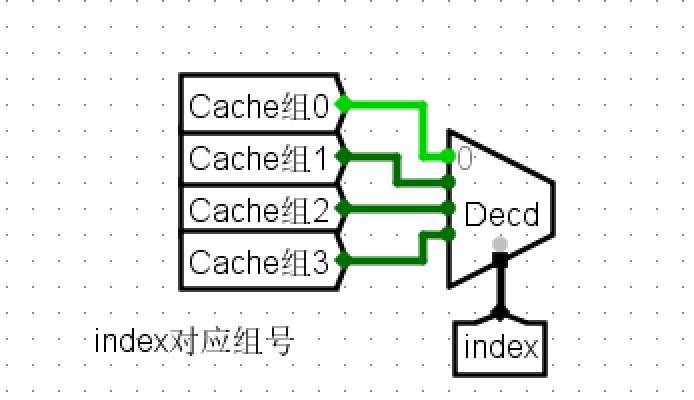 Cache组0
Cache组1
Cache组2
Cache组3
0
Decd
index
index对应组号